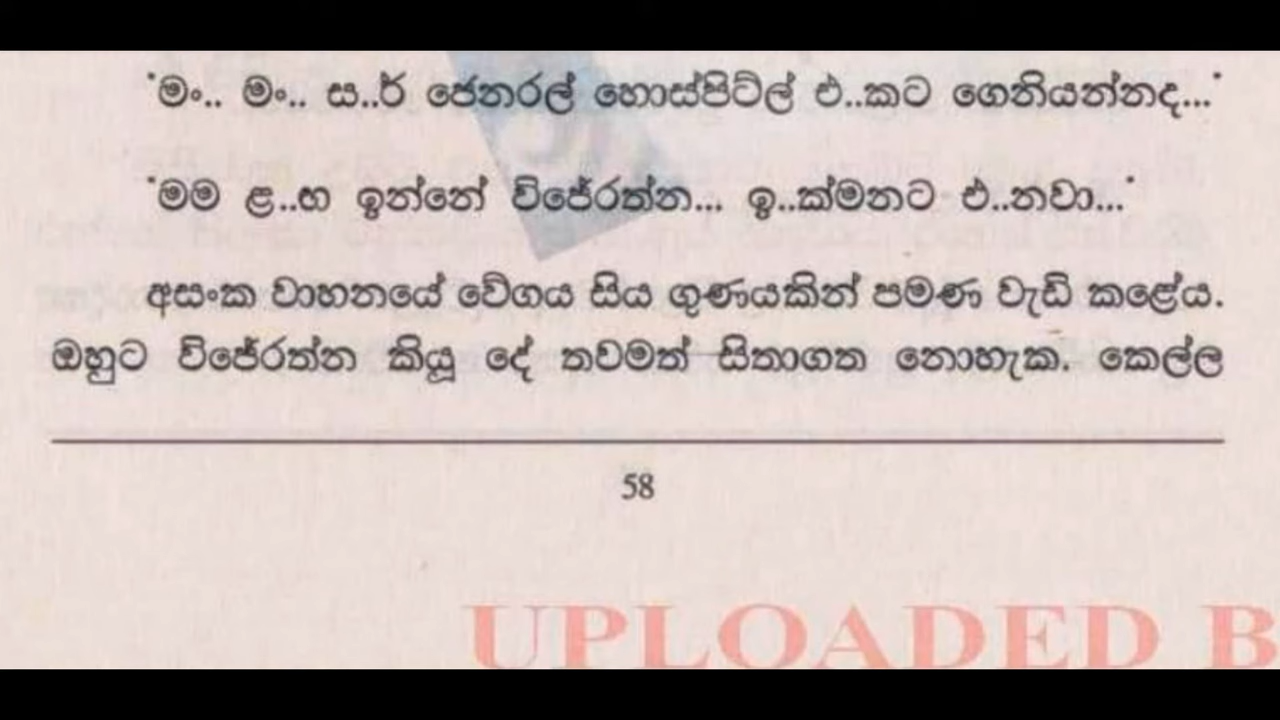 'මං.. මං.. ස..ර් ජෙනරල් හොස්පිට්ල් එ..කට ගෙනියන්නද...'
'මම ළ..ඟ ඉන්නේ විජේරත්න... ඉ..ක්මනට එ..නවා...'
අසංක වාහනයේ වේගය සිය ගුණයකින් පමණ වැඩි කළේය.
ඔහුට විජේරත්න කියූ දේ තවමත් සිතාගත නොහැක. කෙල්ල
58
UPLOADED B